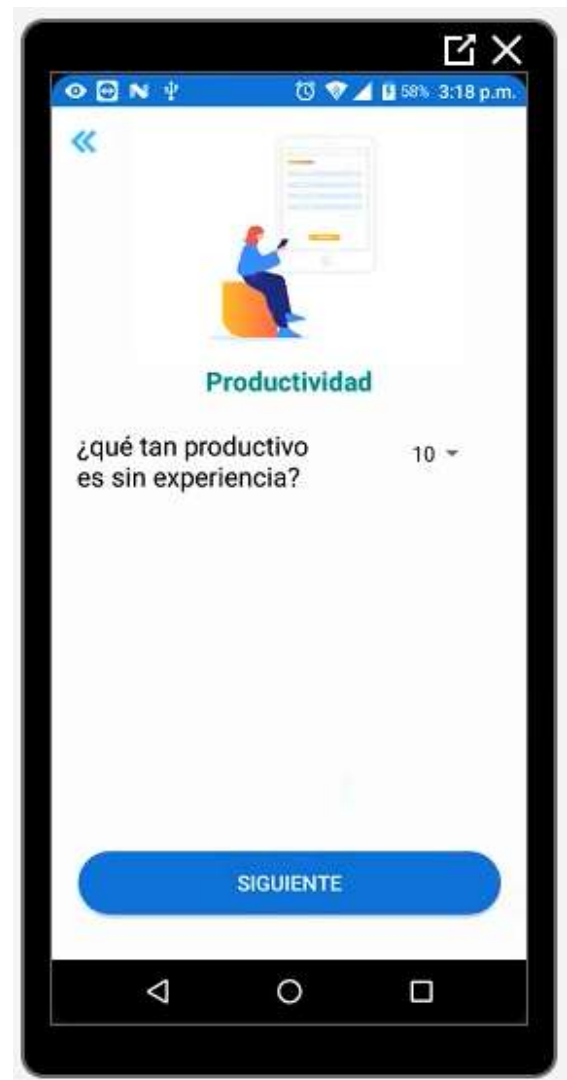 58% 3:18 p.m.
Productividad
¿qué tan productivo
es sin experiencia?
10
SIGUIENTE